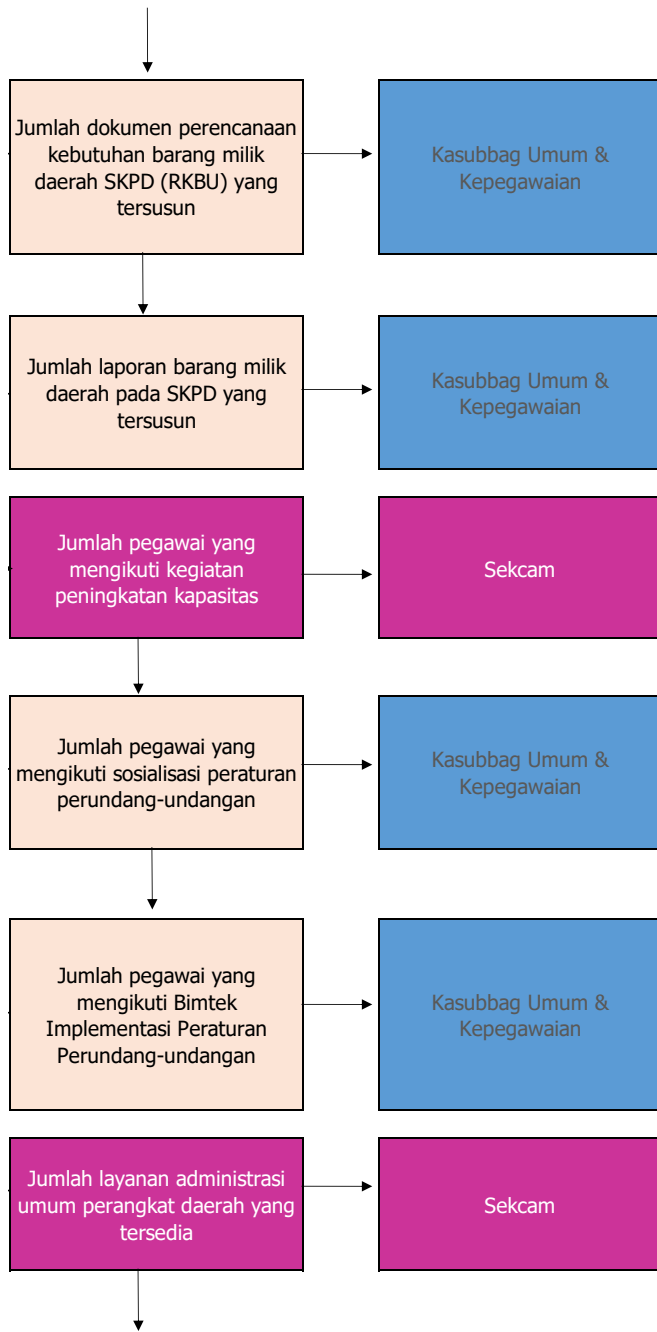 Jumlah dokumen perencanaan
kebutuhan barang milik
daerah SKPD (RKBU) yang
tersusun
Kasubbag Umum &
Kepegawaian
Jumlah laporan barang milik
daerah pada SKPD yang
tersusun
Kasubbag Umum &
Kepegawaian
Jumlah pegawai yang
mengikuti kegiatan
peningkatan kapasitas
Sekcam
Jumlah pegawai yang
mengikuti sosialisasi peraturan
perundang-undangan
Kasubbag Umum &
Kepegawaian
Jumlah pegawai yang
mengikuti Bimtek
Implementasi Peraturan
Perundang-undangan
Kasubbag Umum &
Kepegawaian
Jumlah layanan administrasi
umum perangkat daerah yang
tersedia
Sekcam